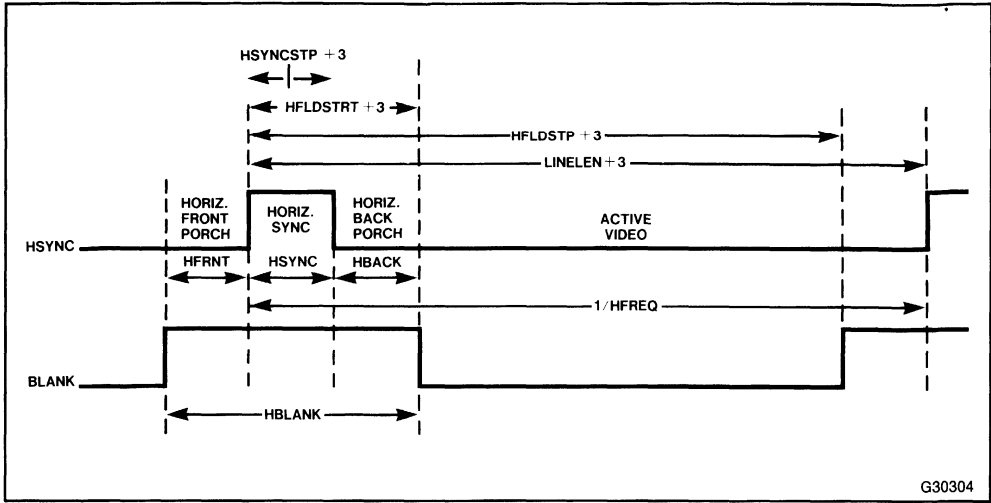 HSYNCSTP +3
HFLDSTRT +3
HFLDSTP +3
LINELEN +3
HORIZ.
FRONT
PORCH
HORIZ.
SYNC
HORIZ.
BACK
PORCH
ACTIVE
VIDEO
HSYNC
HFRNT
HSYNC
HBACK
1/HFREQ
BLANK
HBLANK
G30304